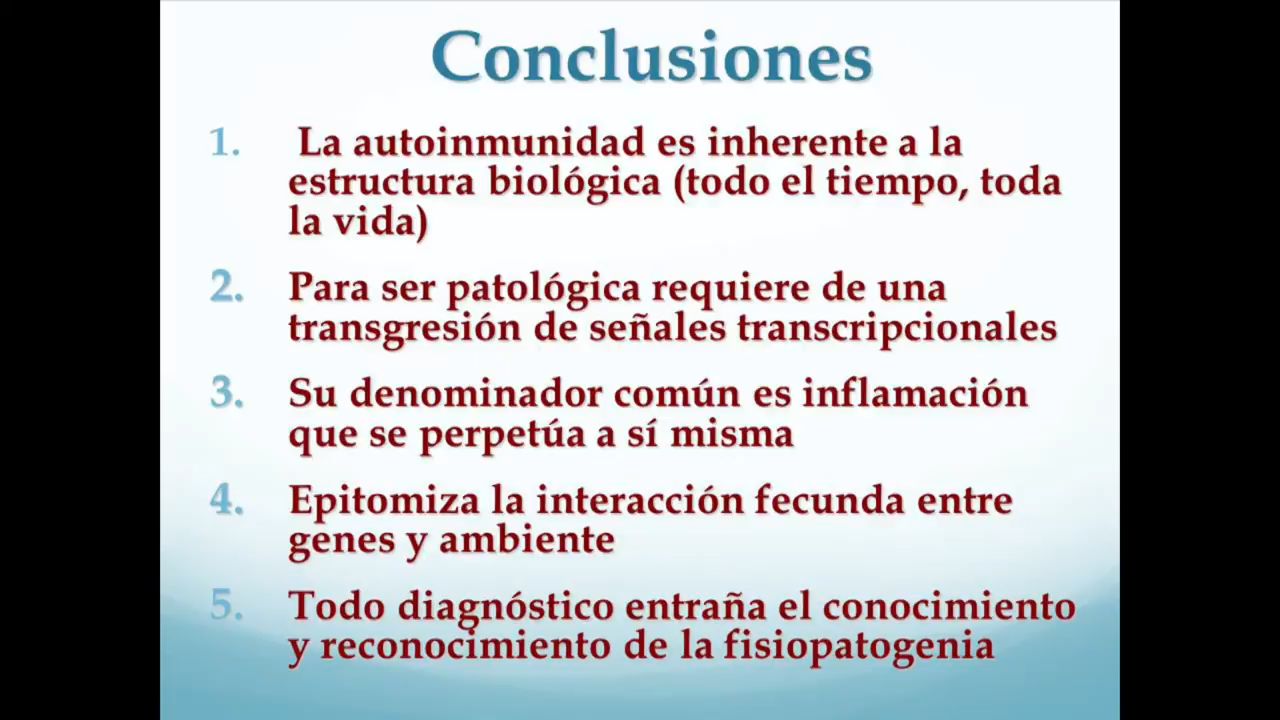 Conclusiones
1. La autoinmunidad es inherente a la
estructura biológica (todo el tiempo, toda
la vida)
2. Para ser patológica requiere de una
transgresión de señales transcripcionales
3. Su denominador común es inflamación
que se perpetúa a sí misma
4. Epitomiza la interacción fecunda entre
genes y ambiente
5. Todo diagnóstico entraña el conocimiento
y reconocimiento de la fisiopatogenia